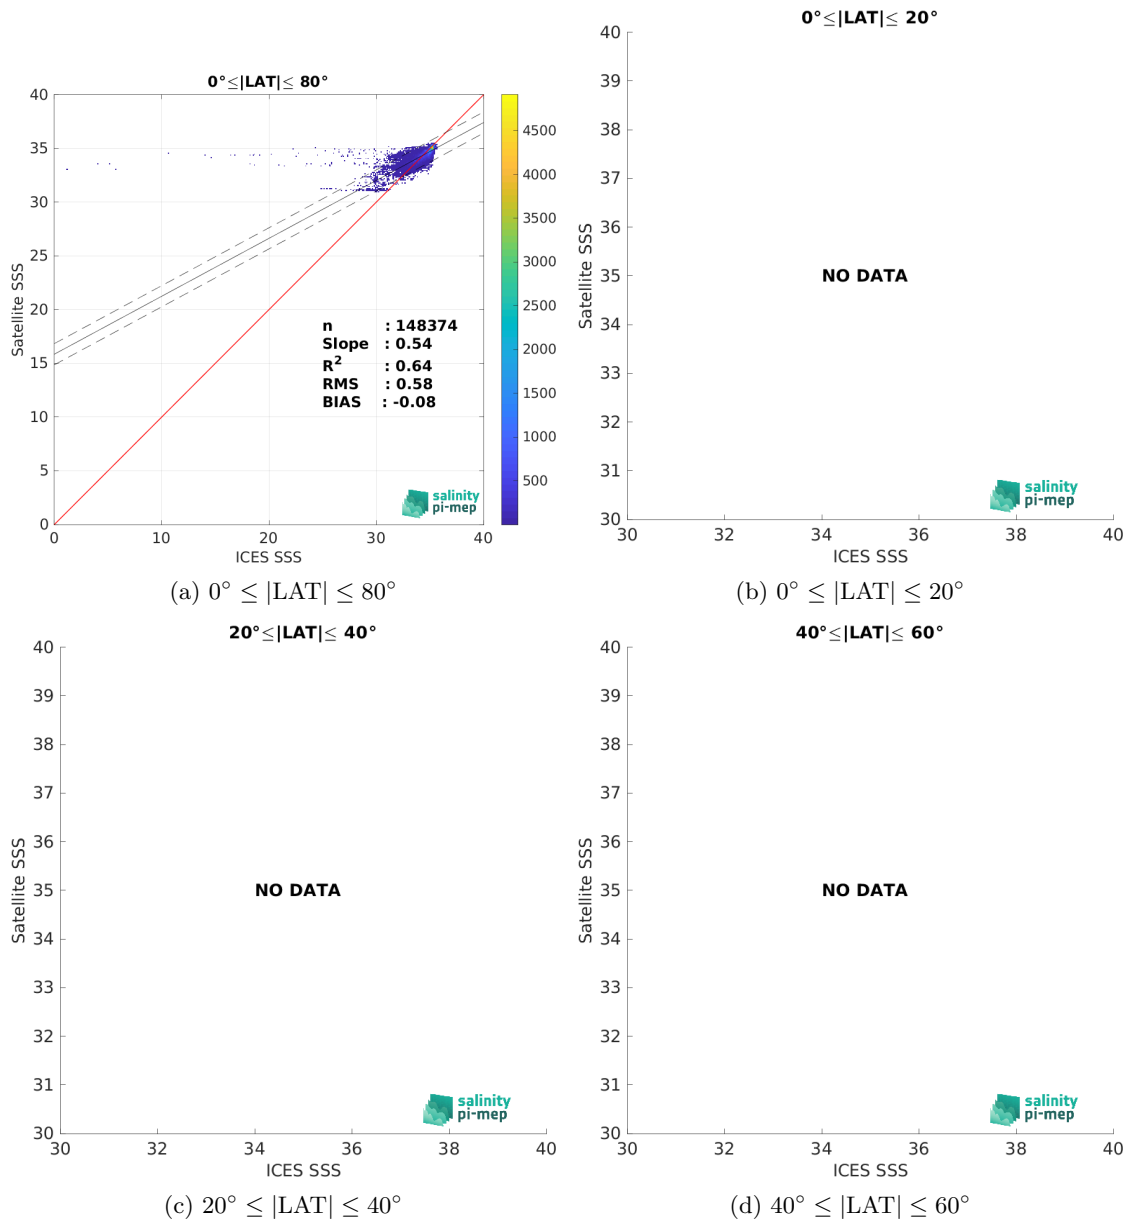 0°≤|LAT|≤ 80°
40
35
30
25
20
15
10
5
0
0
10
20
30
40
Satellite SSS
ICES SSS
n : 148374
Slope : 0.54
R² : 0.64
RMS : 0.58
BIAS : -0.08
4500
4000
3500
3000
2500
2000
1500
1000
500
salinity
pi-mep
(a) 0° ≤ |LAT| ≤ 80°
0°≤|LAT|≤ 20°
40
39
38
37
36
35
34
33
32
31
30
30
32
34
36
38
40
Satellite SSS
ICES SSS
NO DATA
salinity
pi-mep
(b) 0° ≤ |LAT| ≤ 20°
20°≤|LAT|≤ 40°
40
39
38
37
36
35
34
33
32
31
30
30
32
34
36
38
40
Satellite SSS
ICES SSS
NO DATA
salinity
pi-mep
(c) 20° ≤ |LAT| ≤ 40°
40°≤|LAT|≤ 60°
40
39
38
37
36
35
34
33
32
31
30
30
32
34
36
38
40
Satellite SSS
ICES SSS
NO DATA
salinity
pi-mep
(d) 40° ≤ |LAT| ≤ 60°